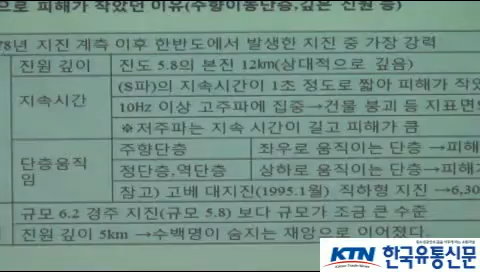 으로 피해가 작았던 이유(주향이동단층,깊은 진원 등)
78년 지진 계측 이후 한반도에서 발생한 지진 중 가장 강력
진원 깊이 진도 5.8의 본진 12km(상대적으로 깊음)
지속시간 (S파)의 지속시간이 1초 정도로 짧아 피해가 작았
10Hz 이상 고주파에 집중→건물 붕괴 등 지표면
※저주파는 지속 시간이 길고 피해가 큼
단층움직임 주향단층 좌우로 움직이는 단층 →피해
정단층,역단층 상하로 움직이는 단층→피해
참고) 고베 대지진(1995.1월) 직하형 지진 →6,30
규모 6.2 경주 지진(규모 5.8) 보다 규모가 조금 큰 수준
진원 깊이 5km →수백명이 숨지는 재앙으로 이어졌다.
KTN 한국유통신문